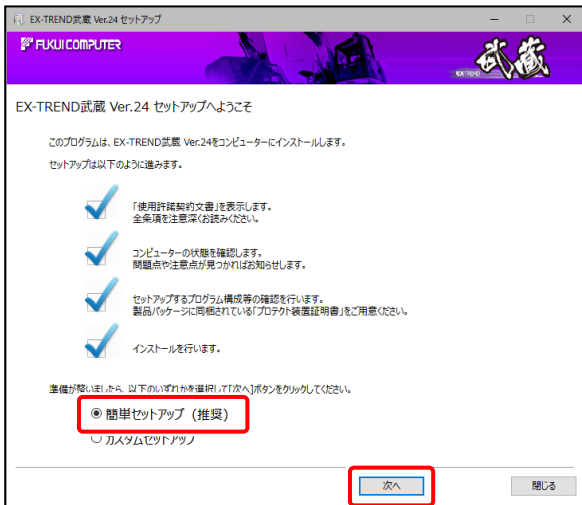 EX-TREND武蔵 Ver.24 セットアップ
FUKUI COMPUTER
EX-TREND 武蔵
EX-TREND武蔵 Ver.24 セットアップへようこそ
このプログラムは、EX-TREND武蔵 Ver.24をコンピューターにインストールします。
セットアップは以下のように進みます。
「使用許諾契約文書」を表示します。
全条項を注意深くお読みください。
コンピューターの状態を確認します。
問題点や注意点が見つかればお知らせします。
セットアップするプログラム構成等の確認を行います。
製品パッケージに同梱されている「プロテクト装置証明書」をご用意ください。
インストールを行います。
準備が整いましたら、以下のいずれかを選択して[次へ]ボタンをクリックしてください。
簡単セットアップ（推奨）
カスタムセットアップ
次へ
閉じる